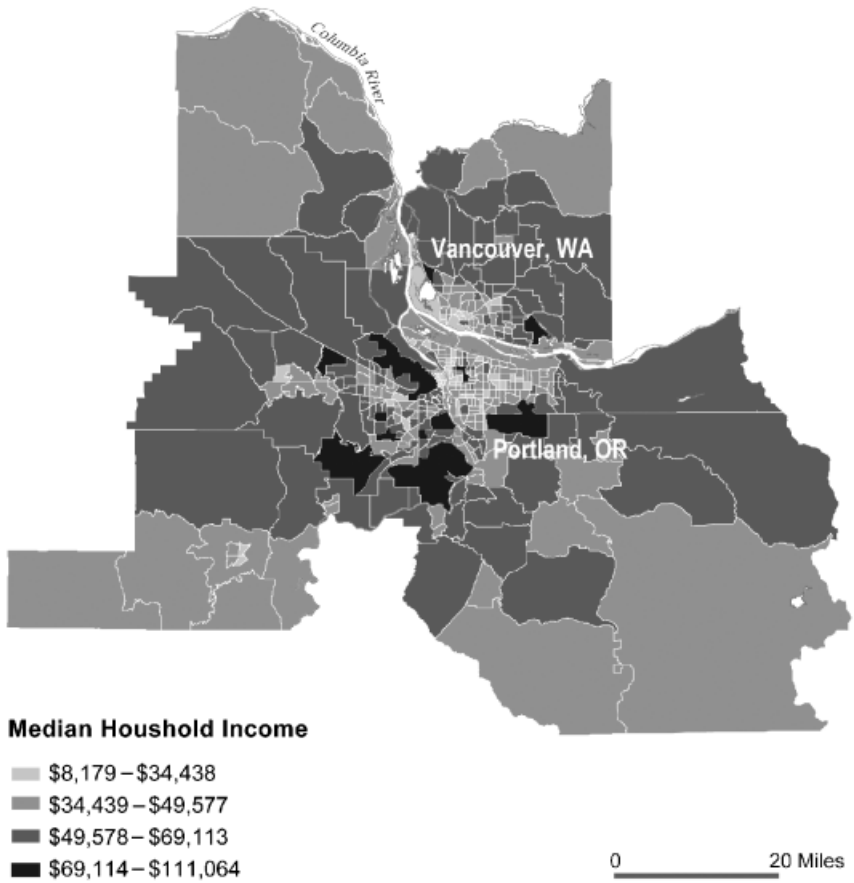 Columbia River
Vancouver, WA
Portland, OR
Median Houshold Income
$8,179–$34,438
$34,439–$49,577
$49,578–$69,113
$69,114–$111,064
0 20 Miles